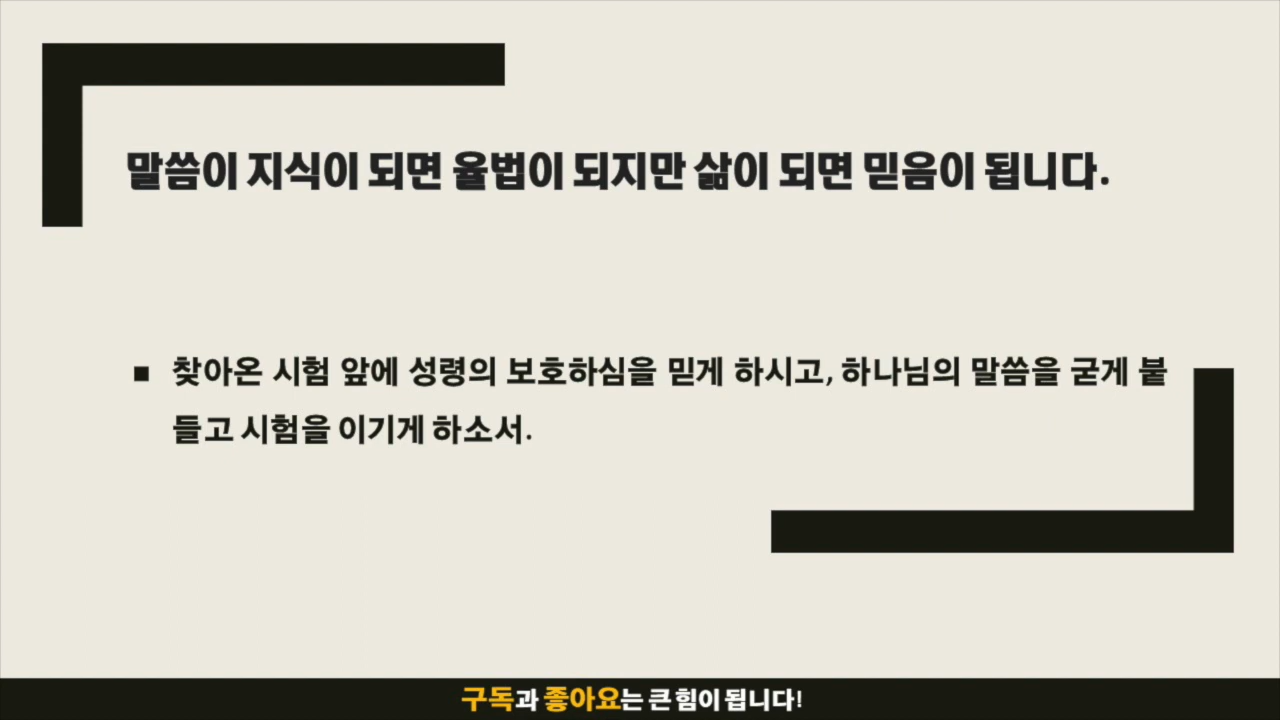 말씀이 지식이 되면 율법이 되지만 삶이 되면 믿음이 됩니다.
▪ 찾아온 시험 앞에 성령의 보호하심을 믿게 하시고, 하나님의 말씀을 굳게 붙
들고 시험을 이기게 하소서.
구독과 좋아요는 큰 힘이 됩니다!